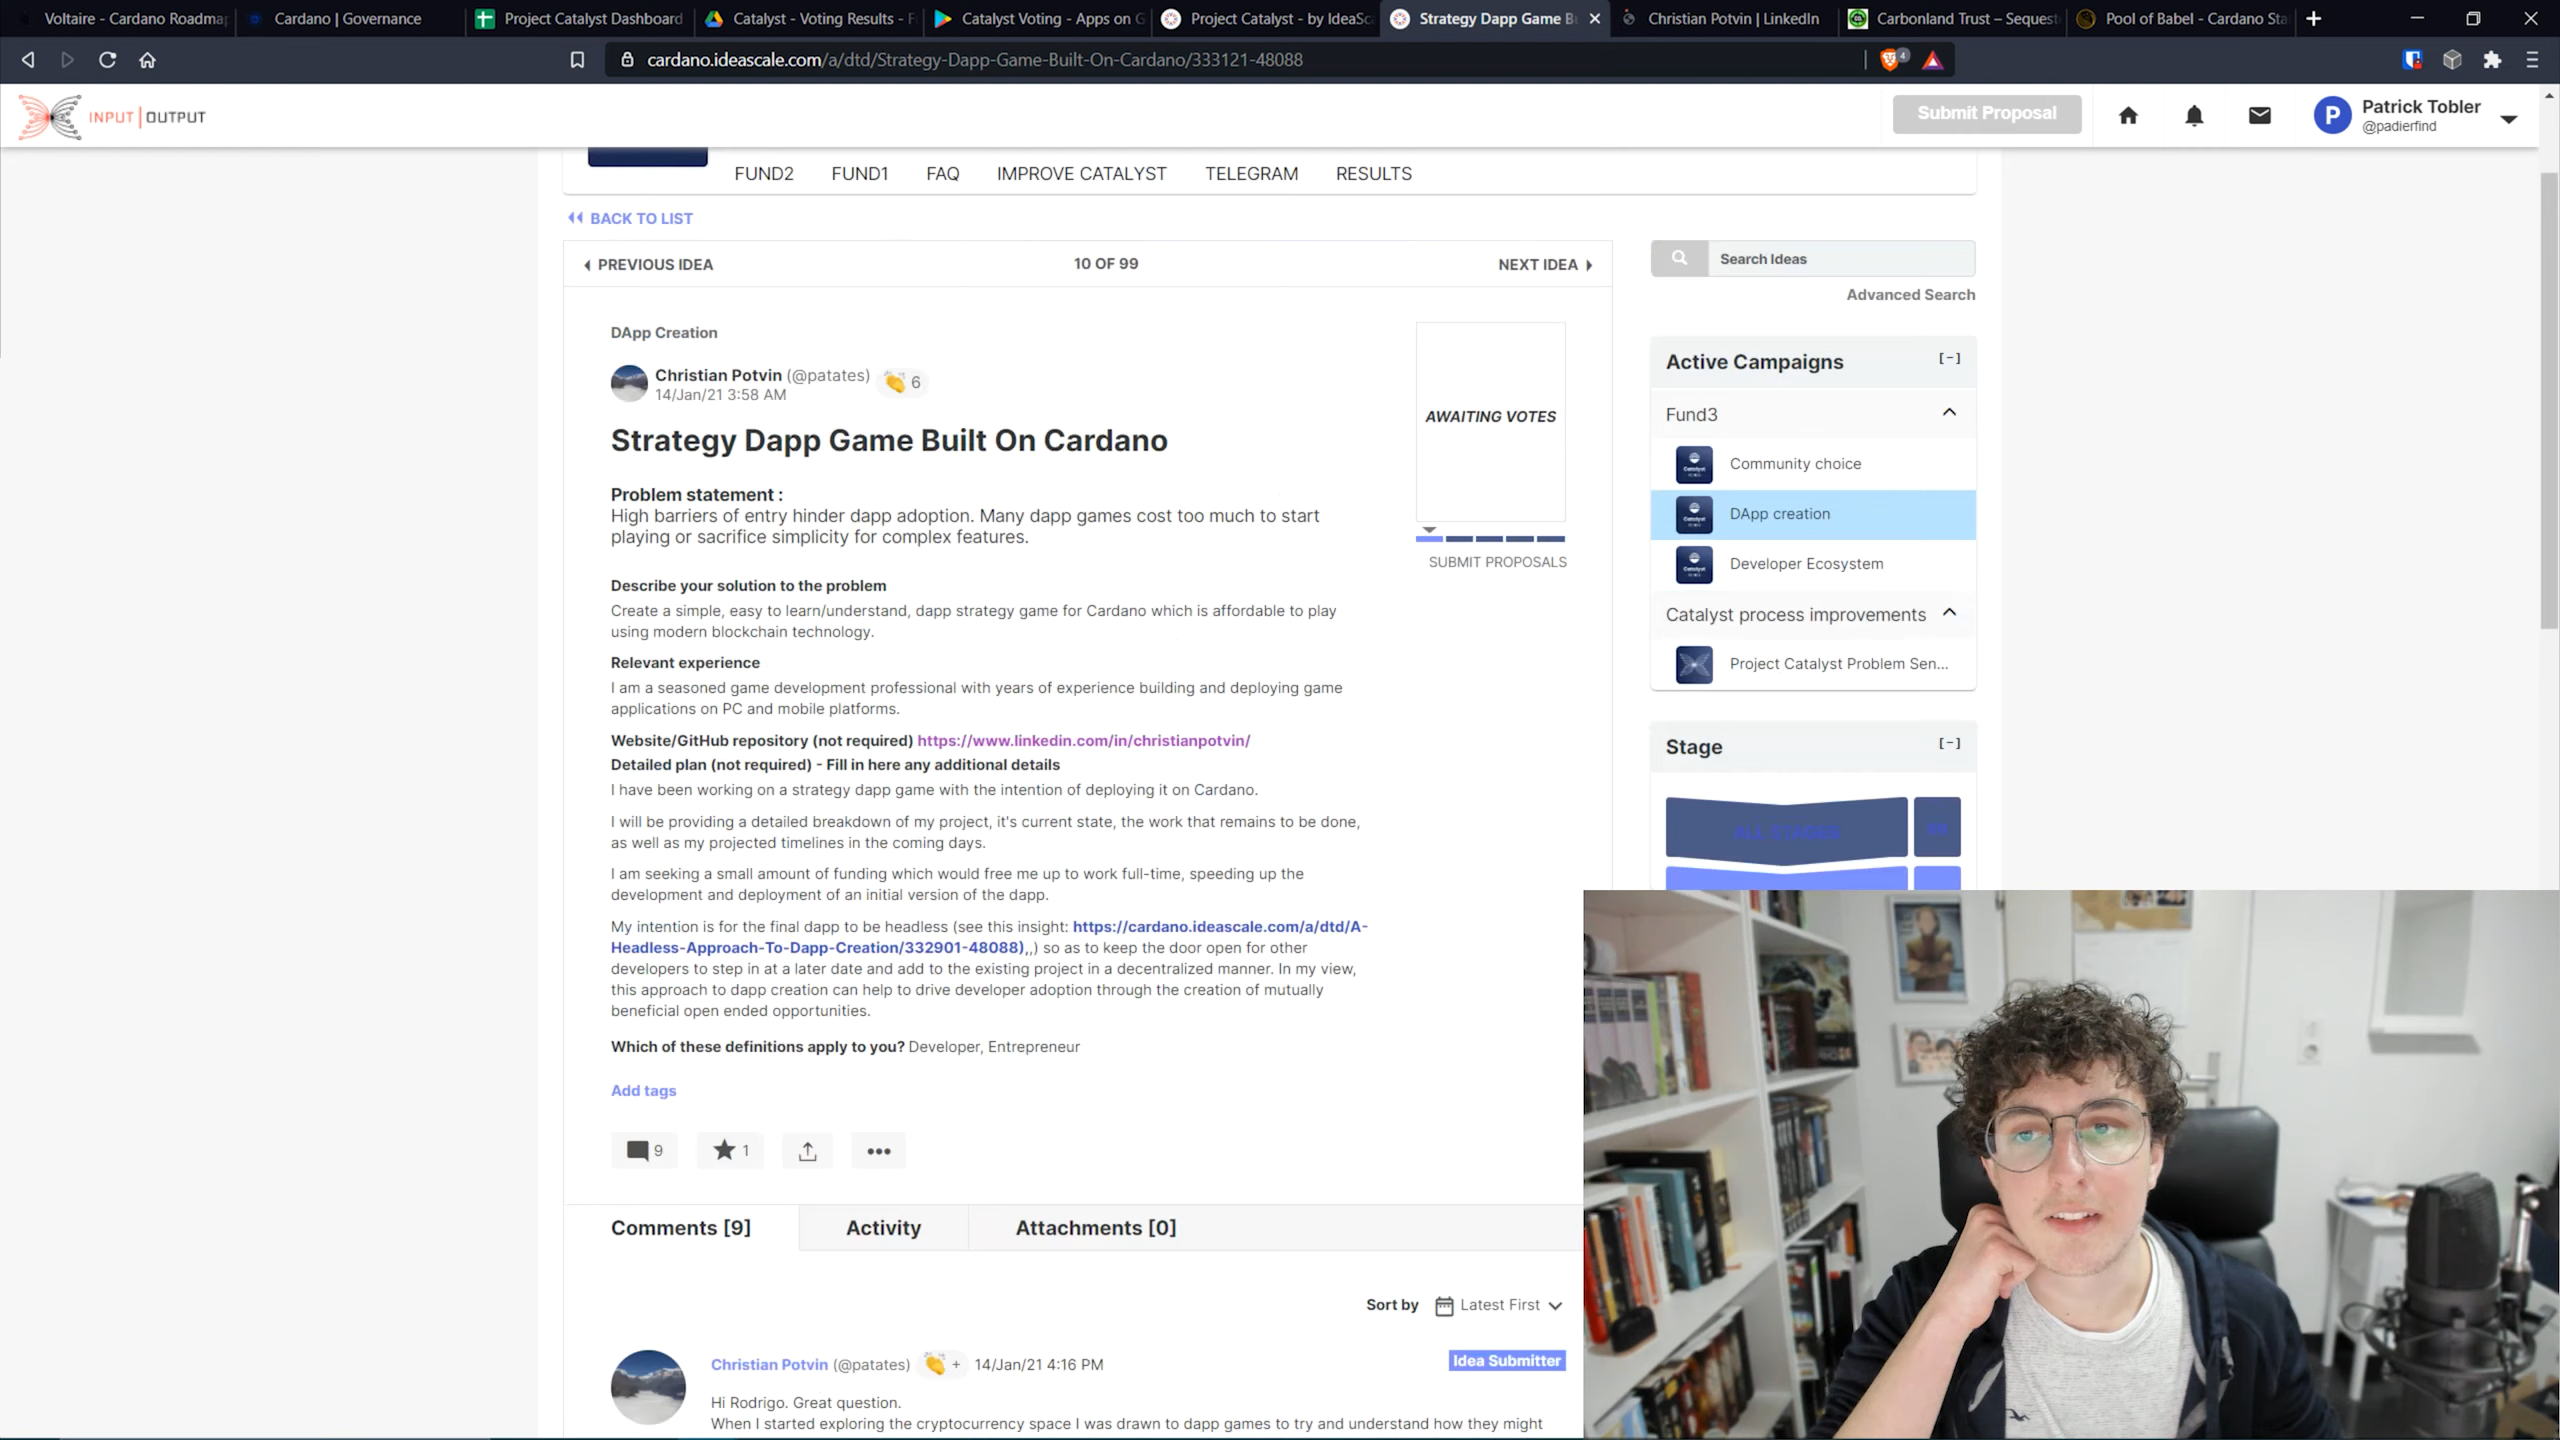 Voltaire - Cardano Roadma
Cardano | Governance
Project Catalyst Dashboard
Catalyst - Voting Results - F
Catalyst Voting - Apps on G
Project Catalyst - by IdeaSca
Strategy Dapp Game B
Christian Potvin | LinkedIn
Carbonland Trust – Sequest
Pool of Babel - Cardano Sta
cardano.ideascale.com/a/dtd/Strategy-Dapp-Game-Built-On-Cardano/333121-48088
4
INPUT | OUTPUT
Submit Proposal
P
Patrick Tobler
@padierfind
FUND2 FUND1 FAQ IMPROVE CATALYST TELEGRAM RESULTS
BACK TO LIST
PREVIOUS IDEA
10 OF 99
NEXT IDEA
DApp Creation
Christian Potvin (@patates) 6
14/Jan/21 3:58 AM
AWAITING VOTES
SUBMIT PROPOSALS
Strategy Dapp Game Built On Cardano
Problem statement :
High barriers of entry hinder dapp adoption. Many dapp games cost too much to start
playing or sacrifice simplicity for complex features.
Describe your solution to the problem
Create a simple, easy to learn/understand, dapp strategy game for Cardano which is affordable to play
using modern blockchain technology.
Relevant experience
I am a seasoned game development professional with years of experience building and deploying game
applications on PC and mobile platforms.
Website/GitHub repository (not required) https://www.linkedin.com/in/christianpotvin/
Detailed plan (not required) - Fill in here any additional details
I have been working on a strategy dapp game with the intention of deploying it on Cardano.
I will be providing a detailed breakdown of my project, it's current state, the work that remains to be done,
as well as my projected timelines in the coming days.
I am seeking a small amount of funding which would free me up to work full-time, speeding up the
development and deployment of an initial version of the dapp.
My intention is for the final dapp to be headless (see this insight: https://cardano.ideascale.com/a/dtd/A-
Headless-Approach-To-Dapp-Creation/332901-48088),,) so as to keep the door open for other
developers to step in at a later date and add to the existing project in a decentralized manner. In my view,
this approach to dapp creation can help to drive developer adoption through the creation of mutually
beneficial open ended opportunities.
Which of these definitions apply to you? Developer, Entrepreneur
Add tags
9
1
Comments [9]
Activity
Attachments [0]
Sort by Latest First
Christian Potvin (@patates) + 14/Jan/21 4:16 PM
Idea Submitter
Hi Rodrigo. Great question.
When I started exploring the cryptocurrency space I was drawn to dapp games to try and understand how they might
Search Ideas
Advanced Search
Active Campaigns [-]
Fund3
Community choice
DApp creation
Developer Ecosystem
Catalyst process improvements
Project Catalyst Problem Sen...
Stage [-]
ALL STAGES